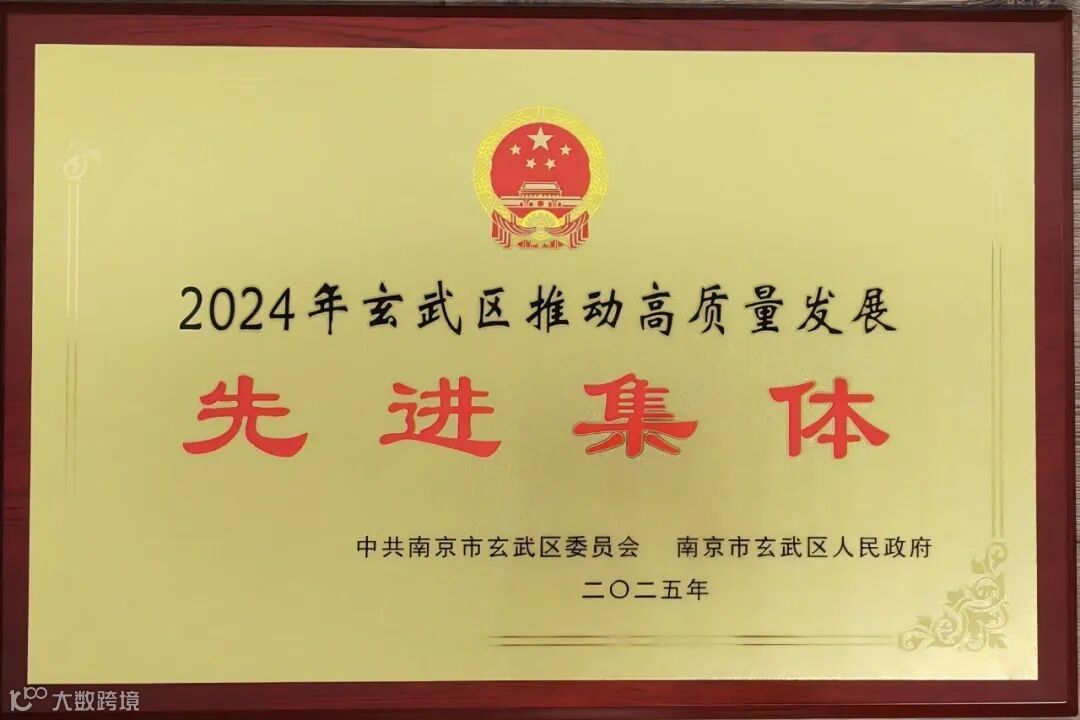 2024年玄武区推动高质量发展
先进集体
中共南京市玄武区委员会 南京市玄武区人民政府
二〇二五年
大数跨境